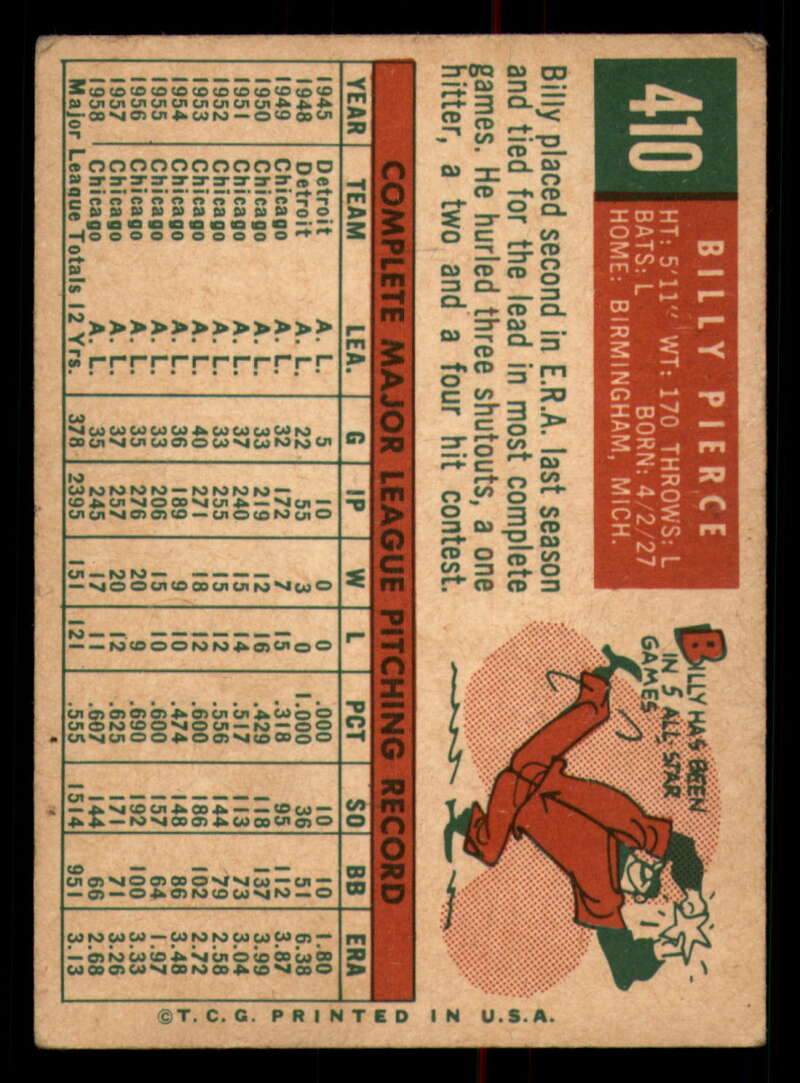 410
BILLY PIERCE
HT: 5'11" WT: 170 THROWS: L
BATS: L BORN: 4/2/27
HOME: BIRMINGHAM, MICH.
Billy placed second in E.R.A. last season
and tied for the lead in most complete
games. He hurled three shutouts, a one
hitter, a two and a four hit contest.
BILLY HAS BEEN
IN 5 ALL-STAR
GAMES
COMPLETE MAJOR LEAGUE PITCHING RECORD
YEAR TEAM LEA. G IP W L PCT SO BB ERA
1945 Detroit A. L. 5 10 0 0 .000 10 10 1.80
1948 Detroit A. L. 22 55 3 0 1.000 36 51 6.38
1949 Chicago A. L. 32 172 7 15 .318 95 112 3.87
1950 Chicago A. L. 33 219 12 16 .429 118 137 3.99
1951 Chicago A. L. 37 240 15 14 .517 113 73 3.04
1952 Chicago A. L. 33 255 15 12 .556 144 79 2.58
1953 Chicago A. L. 40 271 18 12 .600 186 102 2.72
1954 Chicago A. L. 36 189 9 10 .474 148 86 3.48
1955 Chicago A. L. 33 206 15 10 .600 157 64 1.97
1956 Chicago A. L. 35 276 20 9 .690 192 100 3.33
1957 Chicago A. L. 37 257 20 12 .625 171 71 3.26
1958 Chicago A. L. 35 245 17 11 .607 144 66 2.68
Major League Totals 12 Yrs. 378 2395 151 121 .555 1514 951 3.13
©T.C.G. PRINTED IN U.S.A.